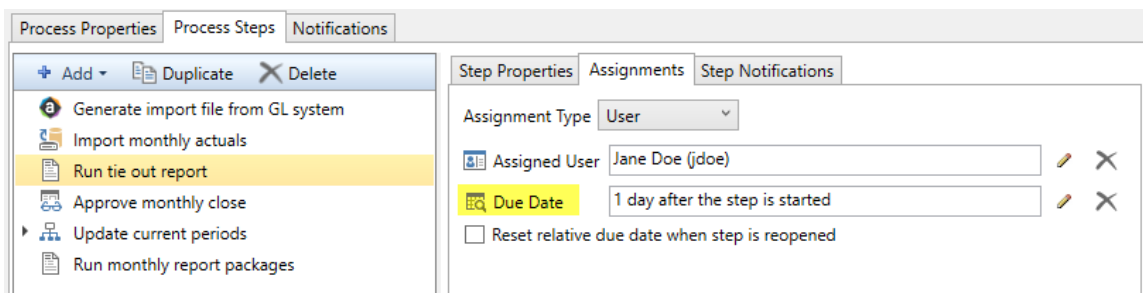 Process Properties Process Steps Notifications
Add Duplicate Delete
Generate import file from GL system
Import monthly actuals
Run tie out report
Approve monthly close
Update current periods
Run monthly report packages
Step Properties Assignments Step Notifications
Assignment Type User
Assigned User Jane Doe (jdoe)
Due Date 1 day after the step is started
Reset relative due date when step is reopened